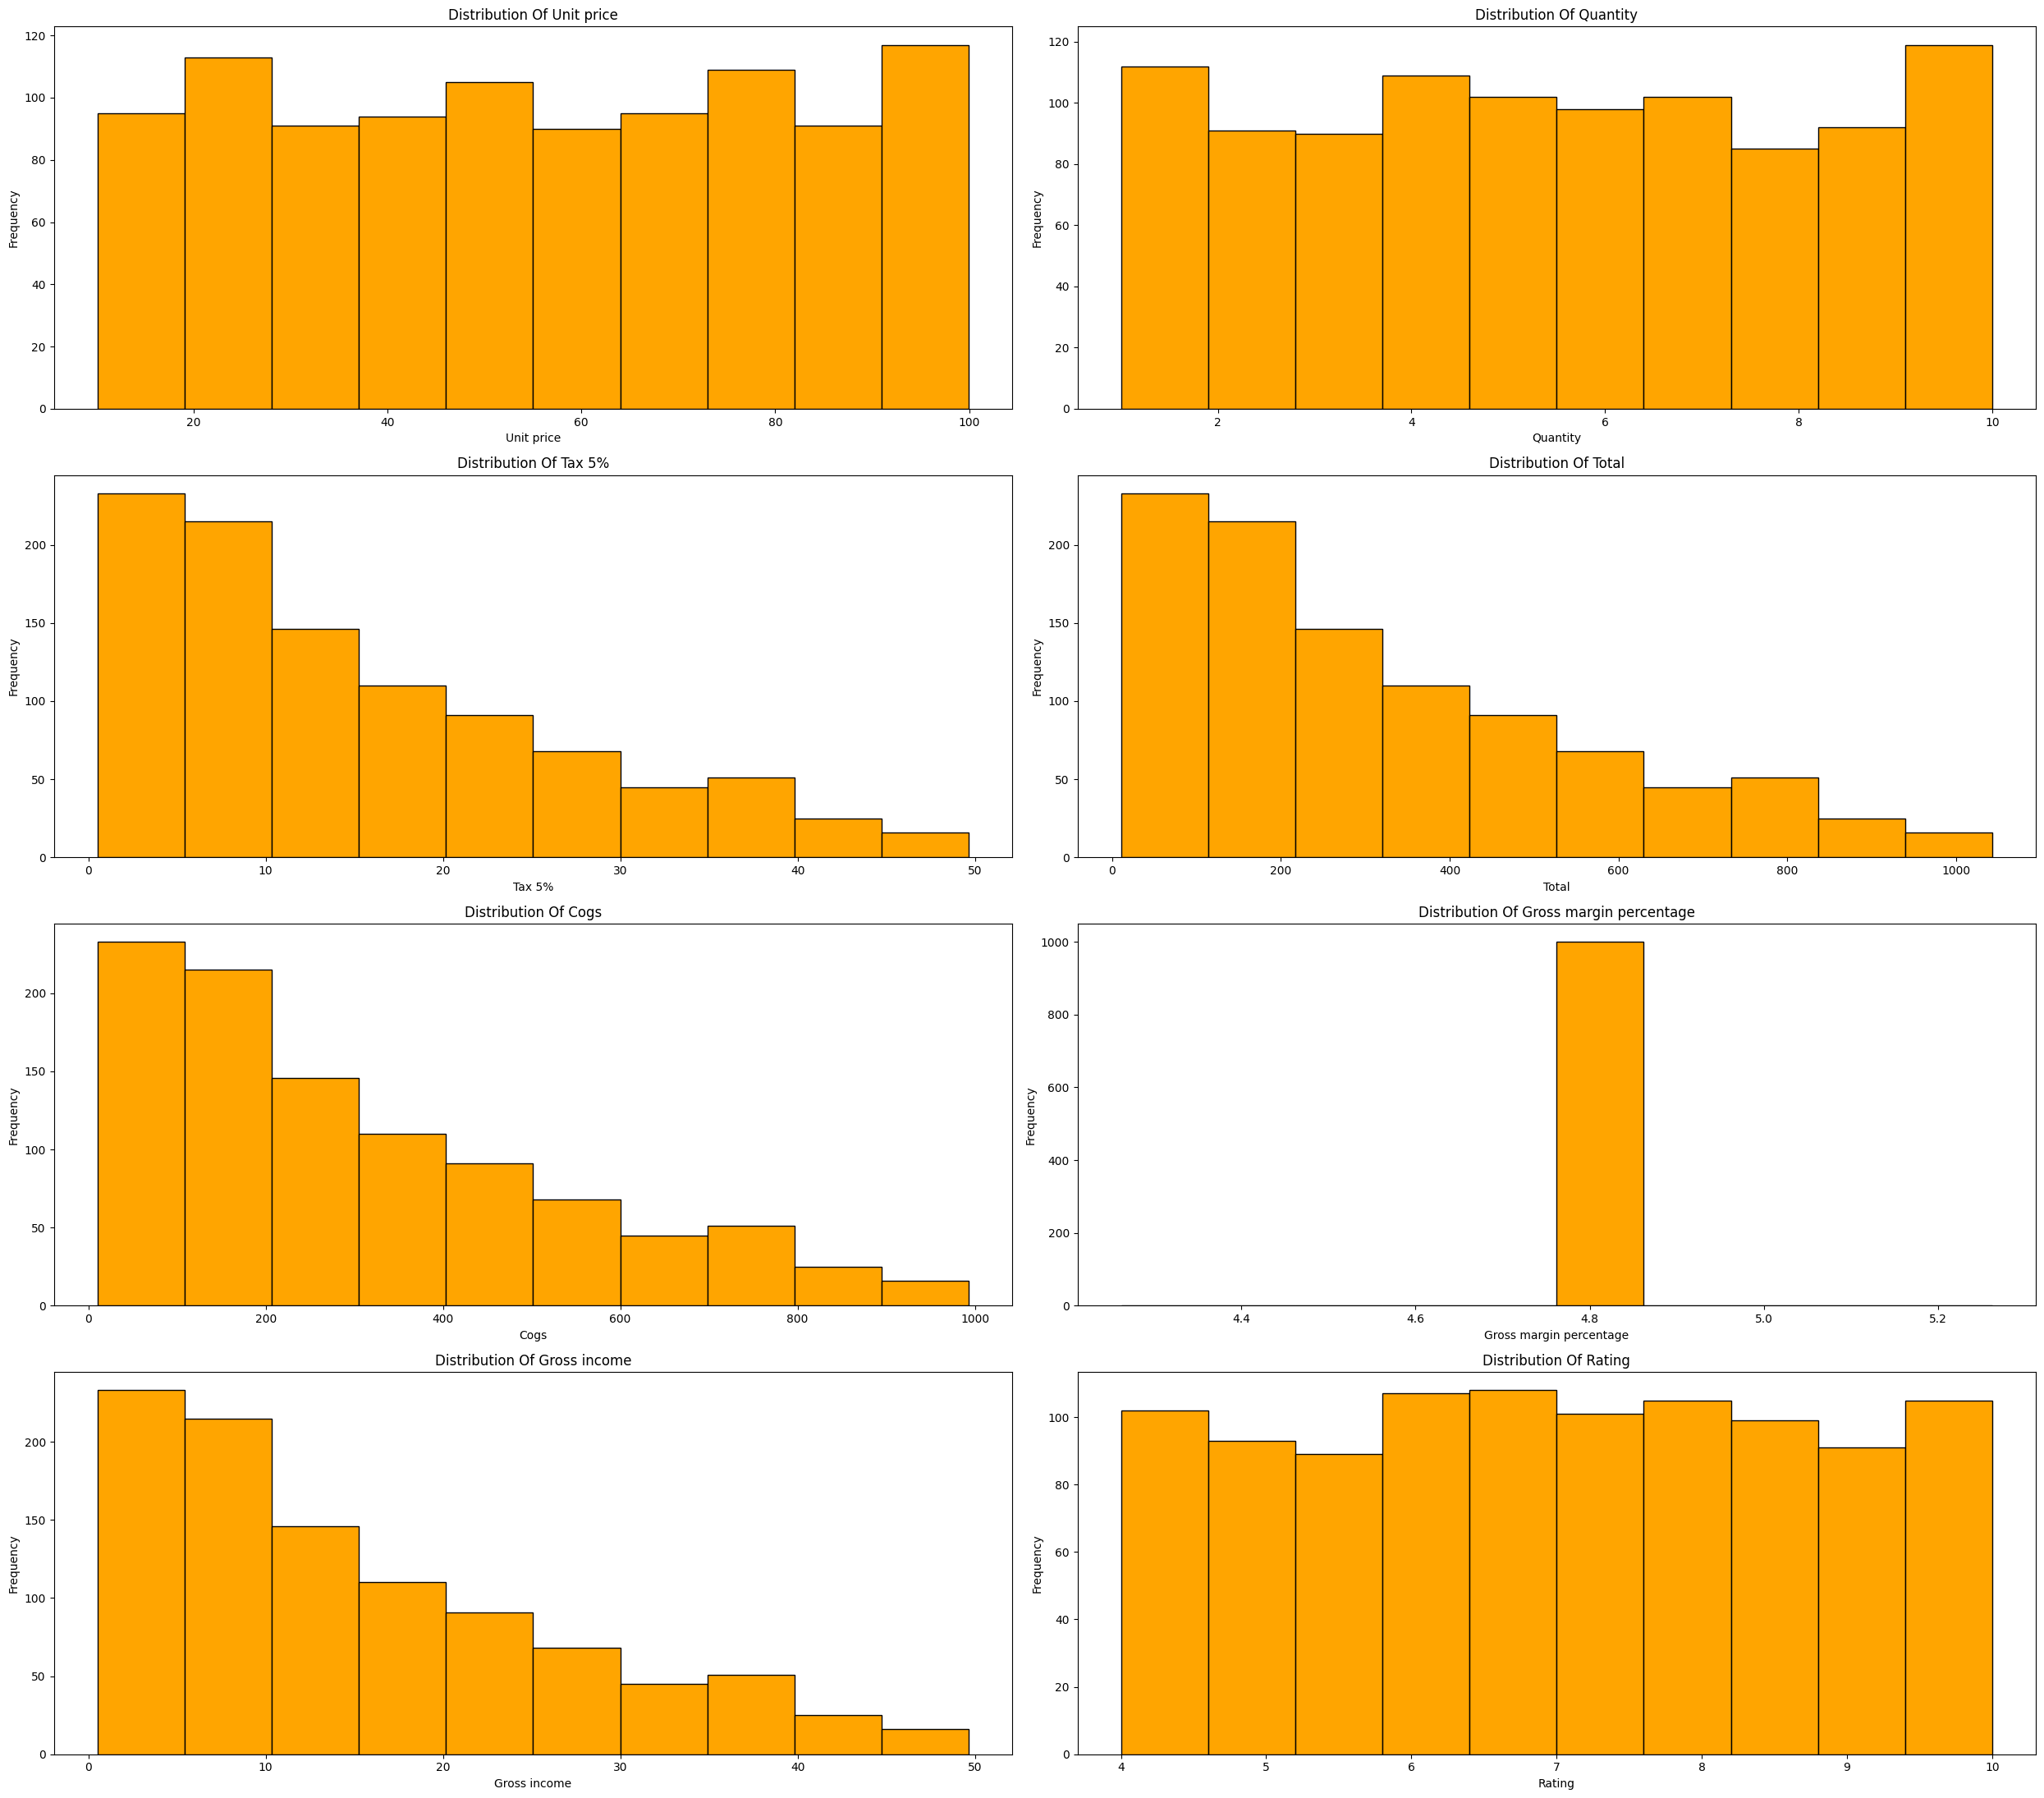 Distribution Of Unit price
120
100
80
60
40
20
0
Frequency
20 40 60 80 100
Unit price
Distribution Of Quantity
120
100
80
60
40
20
0
Frequency
2 4 6 8 10
Quantity
Distribution Of Tax 5%
200
150
100
50
0
Frequency
0 10 20 30 40 50
Tax 5%
Distribution Of Total
200
150
100
50
0
Frequency
0 200 400 600 800 1000
Total
Distribution Of Cogs
200
150
100
50
0
Frequency
0 200 400 600 800 1000
Cogs
Distribution Of Gross margin percentage
1000
800
600
400
200
0
Frequency
4.4 4.6 4.8 5.0 5.2
Gross margin percentage
Distribution Of Gross income
200
150
100
50
0
Frequency
0 10 20 30 40 50
Gross income
Distribution Of Rating
100
80
60
40
20
0
Frequency
4 5 6 7 8 9 10
Rating